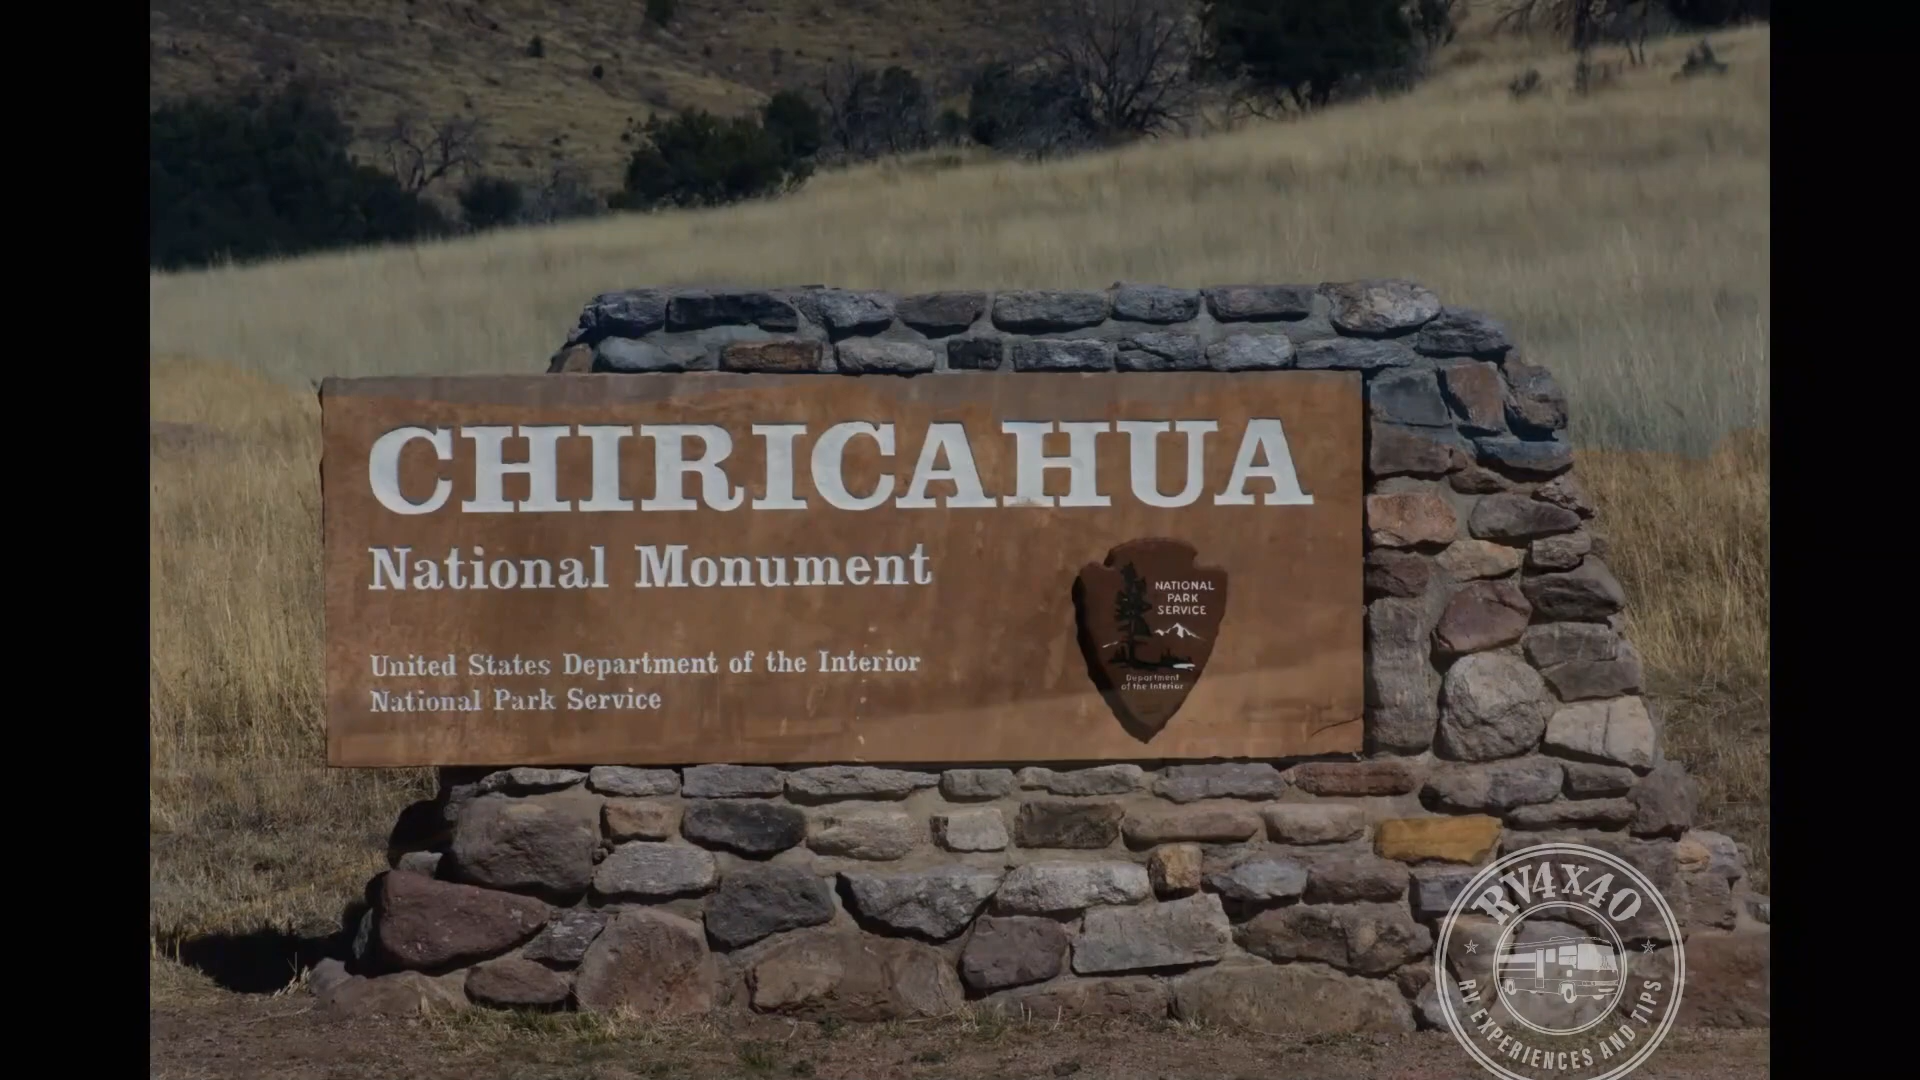 CHIRICAHUA
National Monument
NATIONAL
PARK
SERVICE
United States Department of the Interior
National Park Service
Department
of the Interior
RV4X40
RV EXPERIENCES AND TIPS